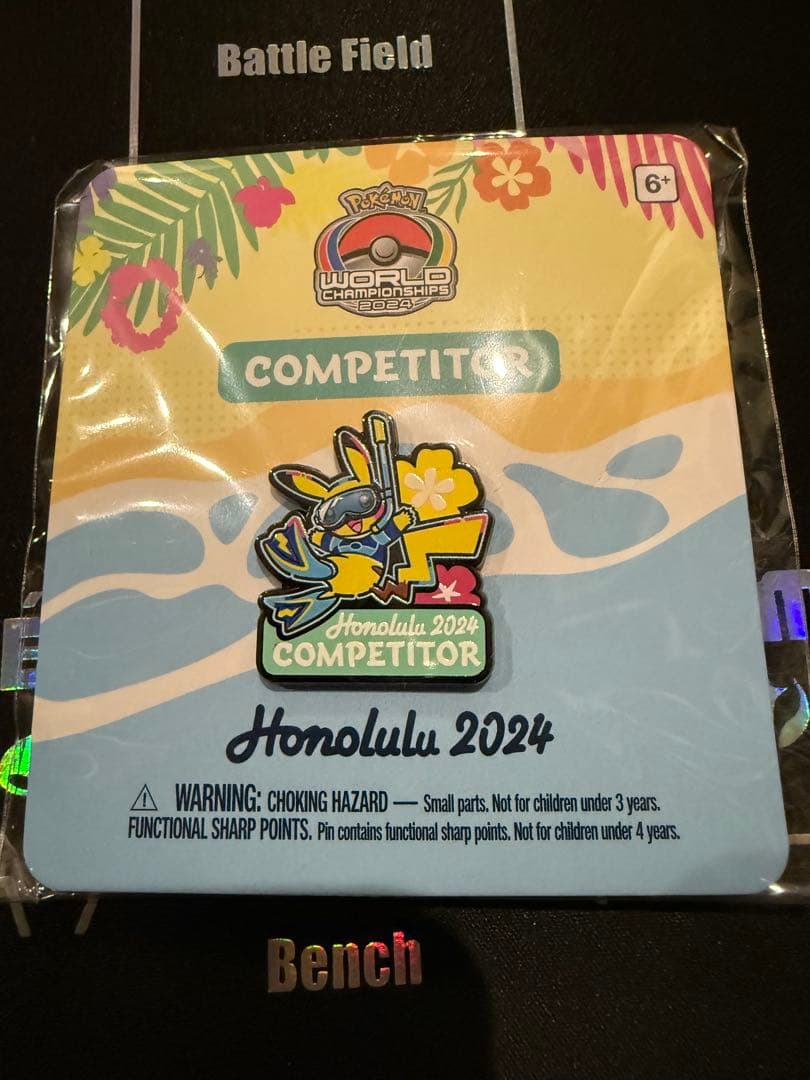 Battle Field
6+
POKÉMON
WORLD
CHAMPIONSHIPS
2024
COMPETITOR
Honolulu 2024
COMPETITOR
Honolulu 2024
WARNING: CHOKING HAZARD — Small parts. Not for children under 3 years.
FUNCTIONAL SHARP POINTS. Pin contains functional sharp points. Not for children under 4 years.
Bench